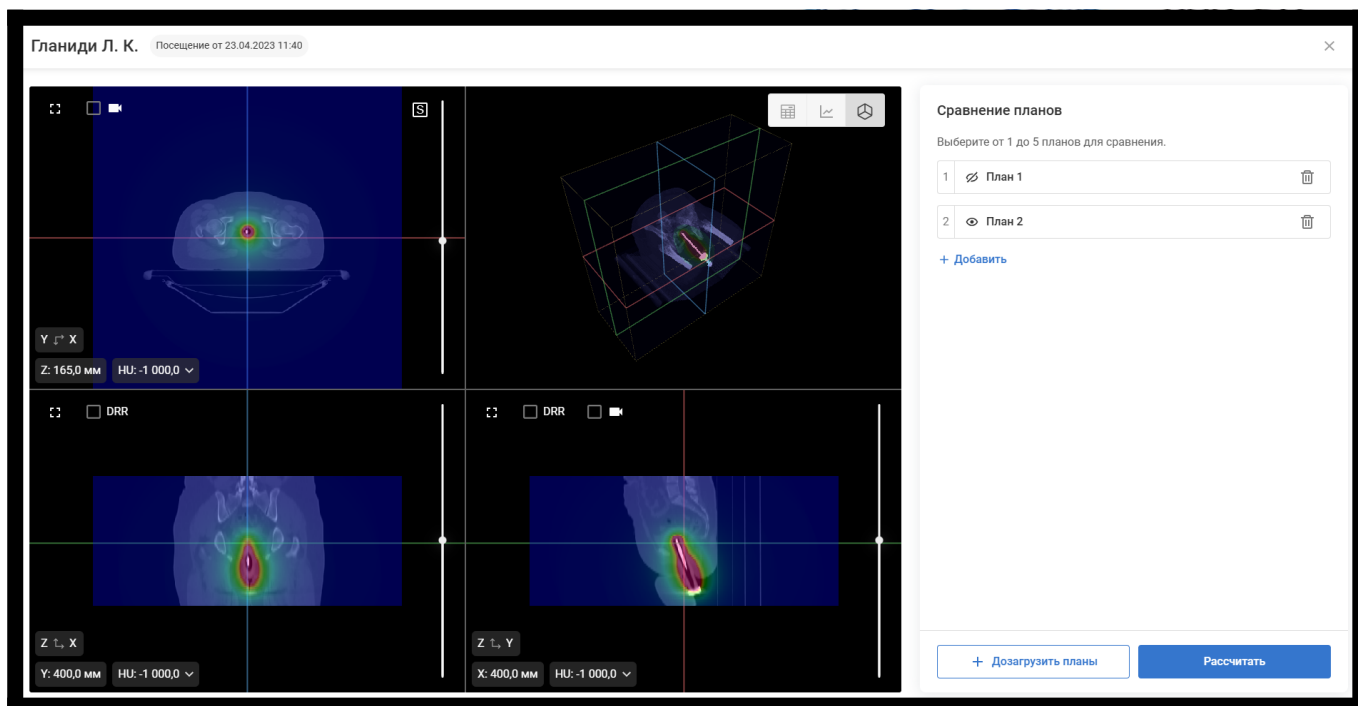 Гланиди Л. К. Посещение от 23.04.2023 11:40
S
Y X
Z: 165,0 мм HU: -1 000,0
DRR
Z X
Y: 400,0 мм HU: -1 000,0
DRR
Z Y
X: 400,0 мм HU: -1 000,0
Сравнение планов
Выберите от 1 до 5 планов для сравнения.
1 План 1
2 План 2
+ Добавить
+ Дозагрузить планы
Рассчитать